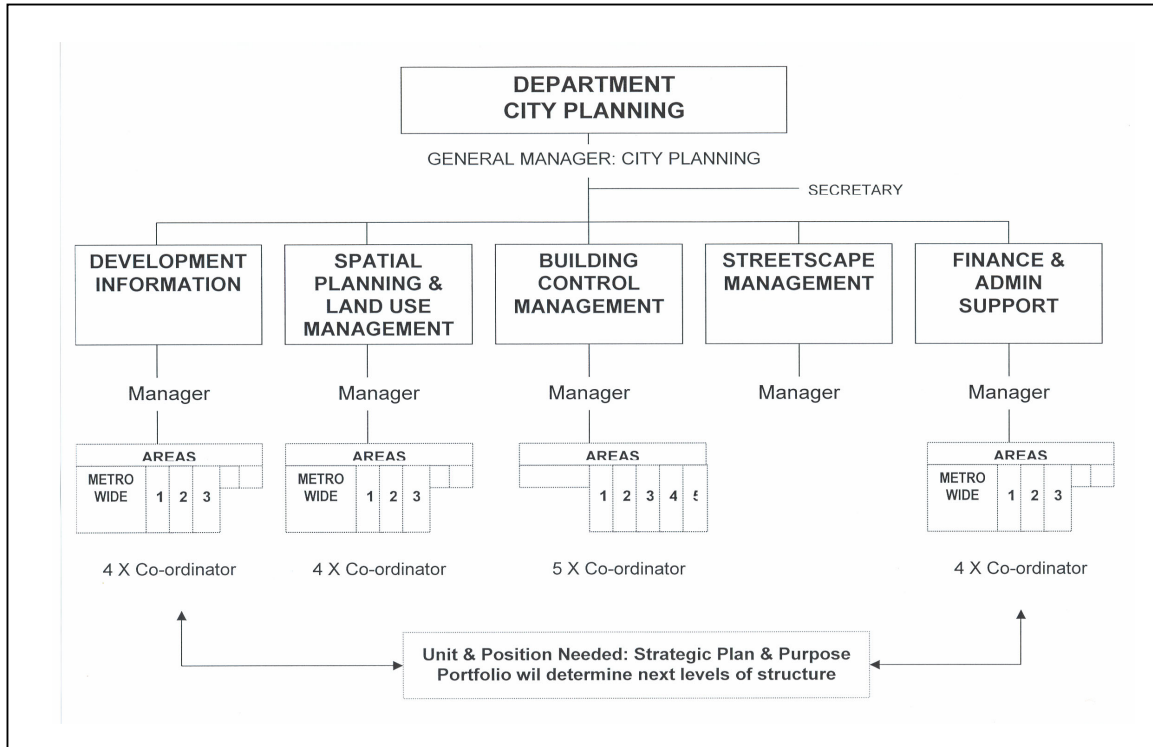 DEPARTMENT
CITY PLANNING
GENERAL MANAGER: CITY PLANNING
SECRETARY
DEVELOPMENT
INFORMATION
SPATIAL
PLANNING &
LAND USE
MANAGEMENT
BUILDING
CONTROL
MANAGEMENT
STREETSCAPE
MANAGEMENT
FINANCE &
ADMIN
SUPPORT
Manager
Manager
Manager
Manager
Manager
AREAS
METRO
WIDE
1 2 3
AREAS
METRO
WIDE
1 2 3
AREAS
1 2 3 4 5
AREAS
METRO
WIDE
1 2 3
4 X Co-ordinator
4 X Co-ordinator
5 X Co-ordinator
4 X Co-ordinator
Unit & Position Needed: Strategic Plan & Purpose
Portfolio wil determine next levels of structure